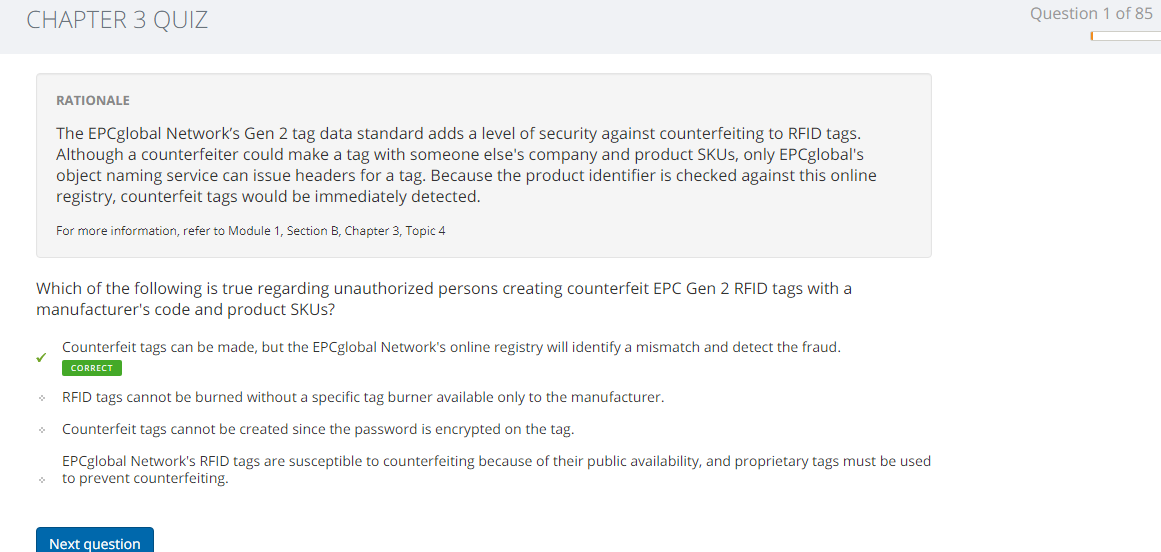 CHAPTER 3 QUIZ
Question 1 of 85
RATIONALE
The EPCglobal Network’s Gen 2 tag data standard adds a level of security against counterfeiting to RFID tags.
Although a counterfeiter could make a tag with someone else's company and product SKUs, only EPCglobal's
object naming service can issue headers for a tag. Because the product identifier is checked against this online
registry, counterfeit tags would be immediately detected.
For more information, refer to Module 1, Section B, Chapter 3, Topic 4
Which of the following is true regarding unauthorized persons creating counterfeit EPC Gen 2 RFID tags with a
manufacturer's code and product SKUs?
Counterfeit tags can be made, but the EPCglobal Network's online registry will identify a mismatch and detect the fraud.
CORRECT
RFID tags cannot be burned without a specific tag burner available only to the manufacturer.
Counterfeit tags cannot be created since the password is encrypted on the tag.
EPCglobal Network's RFID tags are susceptible to counterfeiting because of their public availability, and proprietary tags must be used
to prevent counterfeiting.
Next question